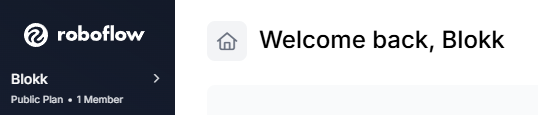 roboflow
Blokk
Public Plan • 1 Member
Welcome back, Blokk